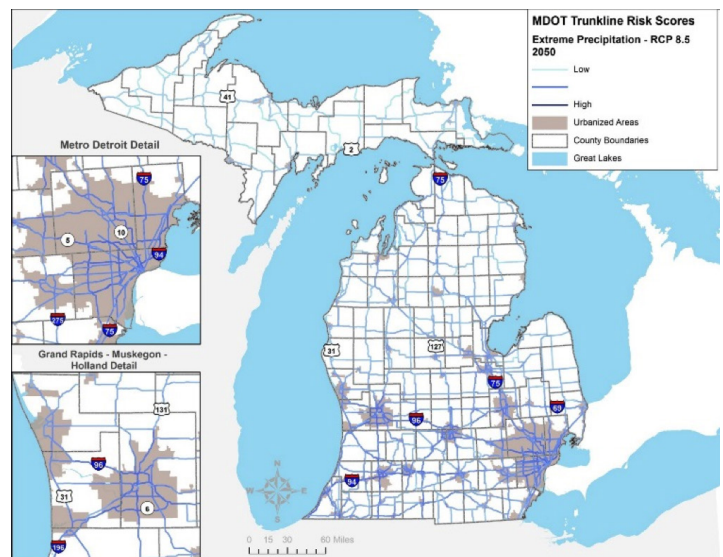 MDOT Trunkline Risk Scores
Extreme Precipitation - RCP 8.5
2050
Low
High
Urbanized Areas
County Boundaries
Great Lakes
41
2
75
Metro Detroit Detail
75
10
5
94
275
75
31
127
75
69
96
94
Grand Rapids - Muskegon -
Holland Detail
131
96
31
6
196
N
W E
S
0 15 30 60 Miles